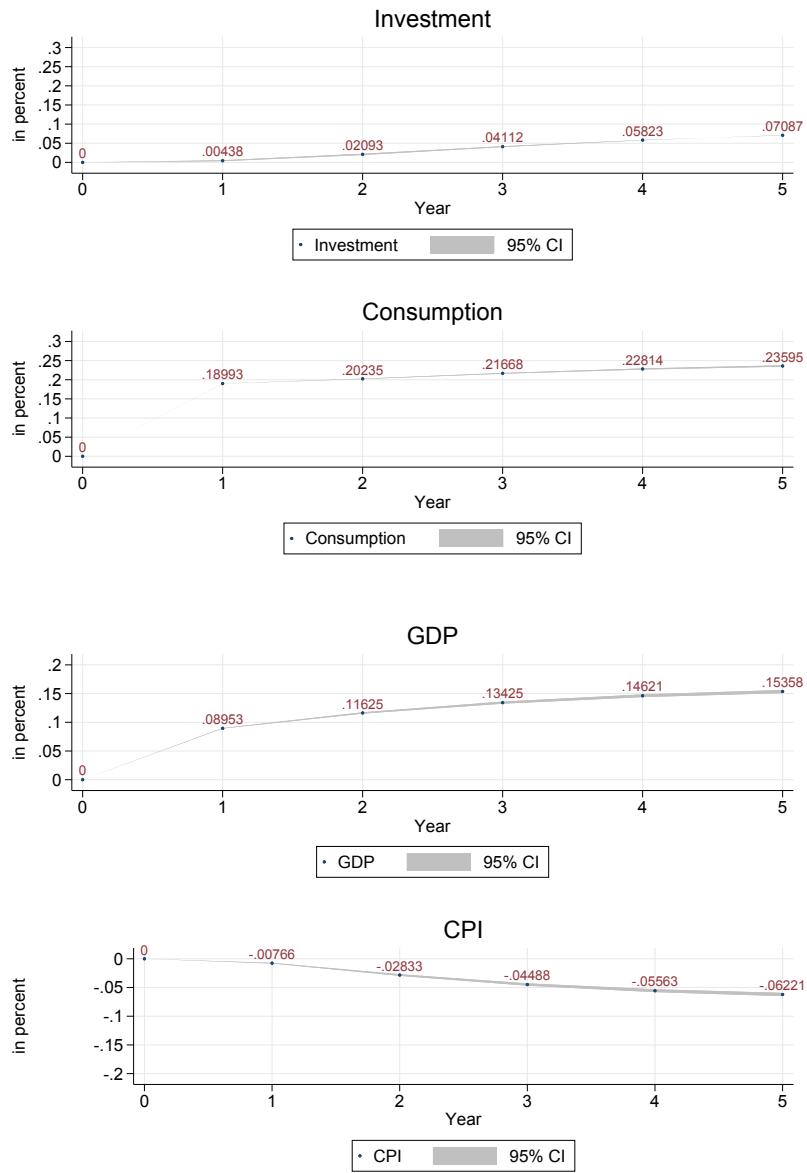 Investment
in percent
.3
.25
.2
.15
.1
.05
0
0 .00438 .02093 .04112 .05823 .07087
0 1 2 3 4 5
Year
Investment 95% CI
Consumption
in percent
.3
.25
.2
.15
.1
.05
0
0 .18993 .20235 .21668 .22814 .23595
0 1 2 3 4 5
Year
Consumption 95% CI
GDP
in percent
.2
.15
.1
.05
0
0 .08953 .11625 .13425 .14621 .15358
0 1 2 3 4 5
Year
GDP 95% CI
CPI
in percent
0
-.05
-.1
-.15
-.2
0 -.00766 -.02833 -.04488 -.05563 -.06221
0 1 2 3 4 5
Year
CPI 95% CI